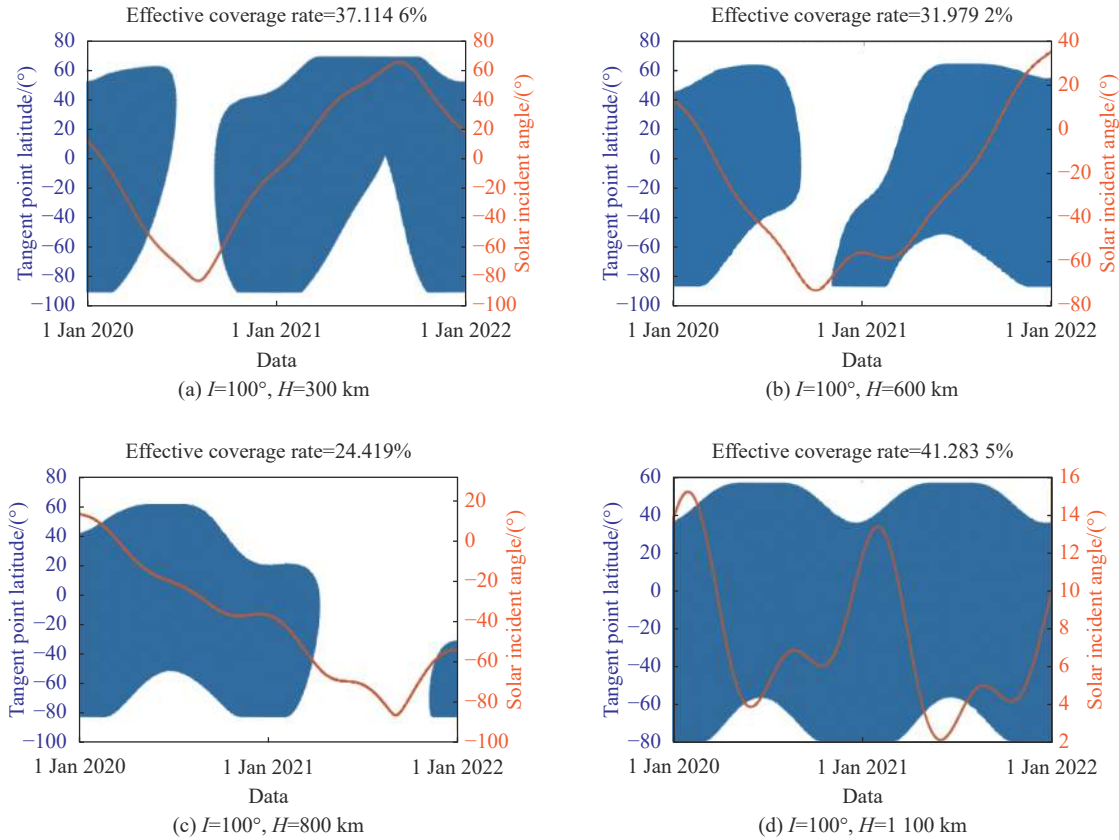 Effective coverage rate=37.114 6%
80
60
40
20
0
−20
−40
−60
−80
−100
Tangent point latitude/(°)
80
60
40
20
0
−20
−40
−60
−80
−100
Solar incident angle/(°)
1 Jan 2020
1 Jan 2021
1 Jan 2022
Data
(a) I=100°, H=300 km
Effective coverage rate=31.979 2%
80
60
40
20
0
−20
−40
−60
−80
−100
Tangent point latitude/(°)
40
20
0
−20
−40
−60
−80
Solar incident angle/(°)
1 Jan 2020
1 Jan 2021
1 Jan 2022
Data
(b) I=100°, H=600 km
Effective coverage rate=24.419%
80
60
40
20
0
−20
−40
−60
−80
−100
Tangent point latitude/(°)
20
0
−20
−40
−60
−80
−100
Solar incident angle/(°)
1 Jan 2020
1 Jan 2021
1 Jan 2022
Data
(c) I=100°, H=800 km
Effective coverage rate=41.283 5%
60
40
20
0
−20
−40
−60
−80
Tangent point latitude/(°)
16
14
12
10
8
6
4
2
Solar incident angle/(°)
1 Jan 2020
1 Jan 2021
1 Jan 2022
Data
(d) I=100°, H=1 100 km